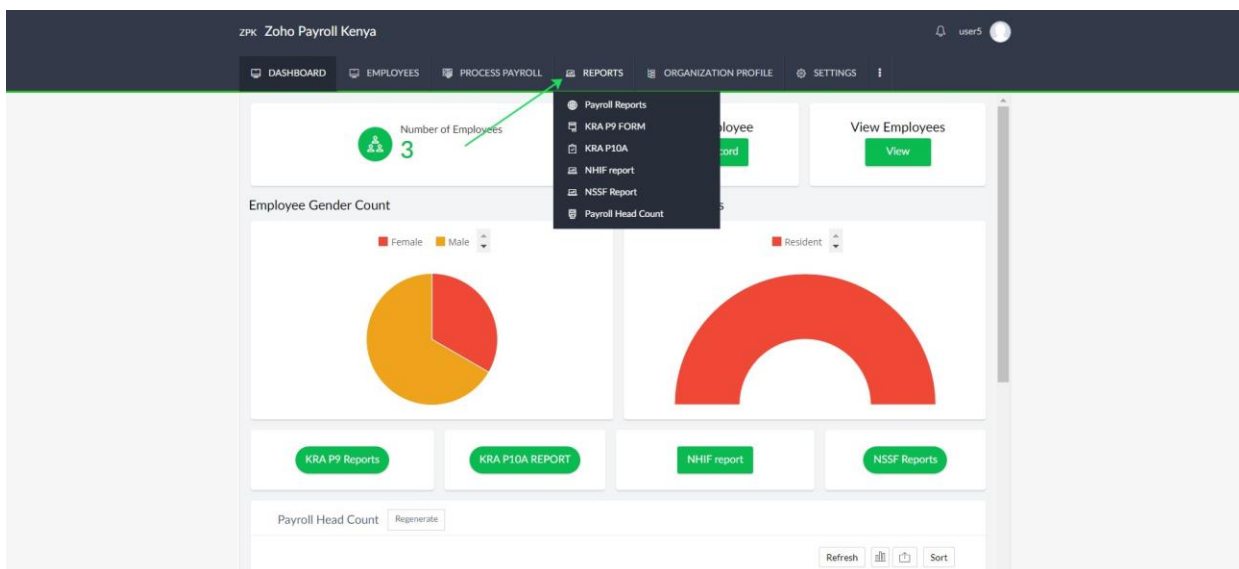 ZPK Zoho Payroll Kenya
user5
DASHBOARD EMPLOYEES PROCESS PAYROLL REPORTS ORGANIZATION PROFILE SETTINGS
Payroll Reports
KRA P9 FORM
KRA P10A
NHIF report
NSSF Report
Payroll Head Count
Number of Employees
3
View Employees
View
Employee Gender Count
Female Male
Resident
KRA P9 Reports
KRA P10A REPORT
NHIF report
NSSF Reports
Payroll Head Count Regenerate
Refresh Sort